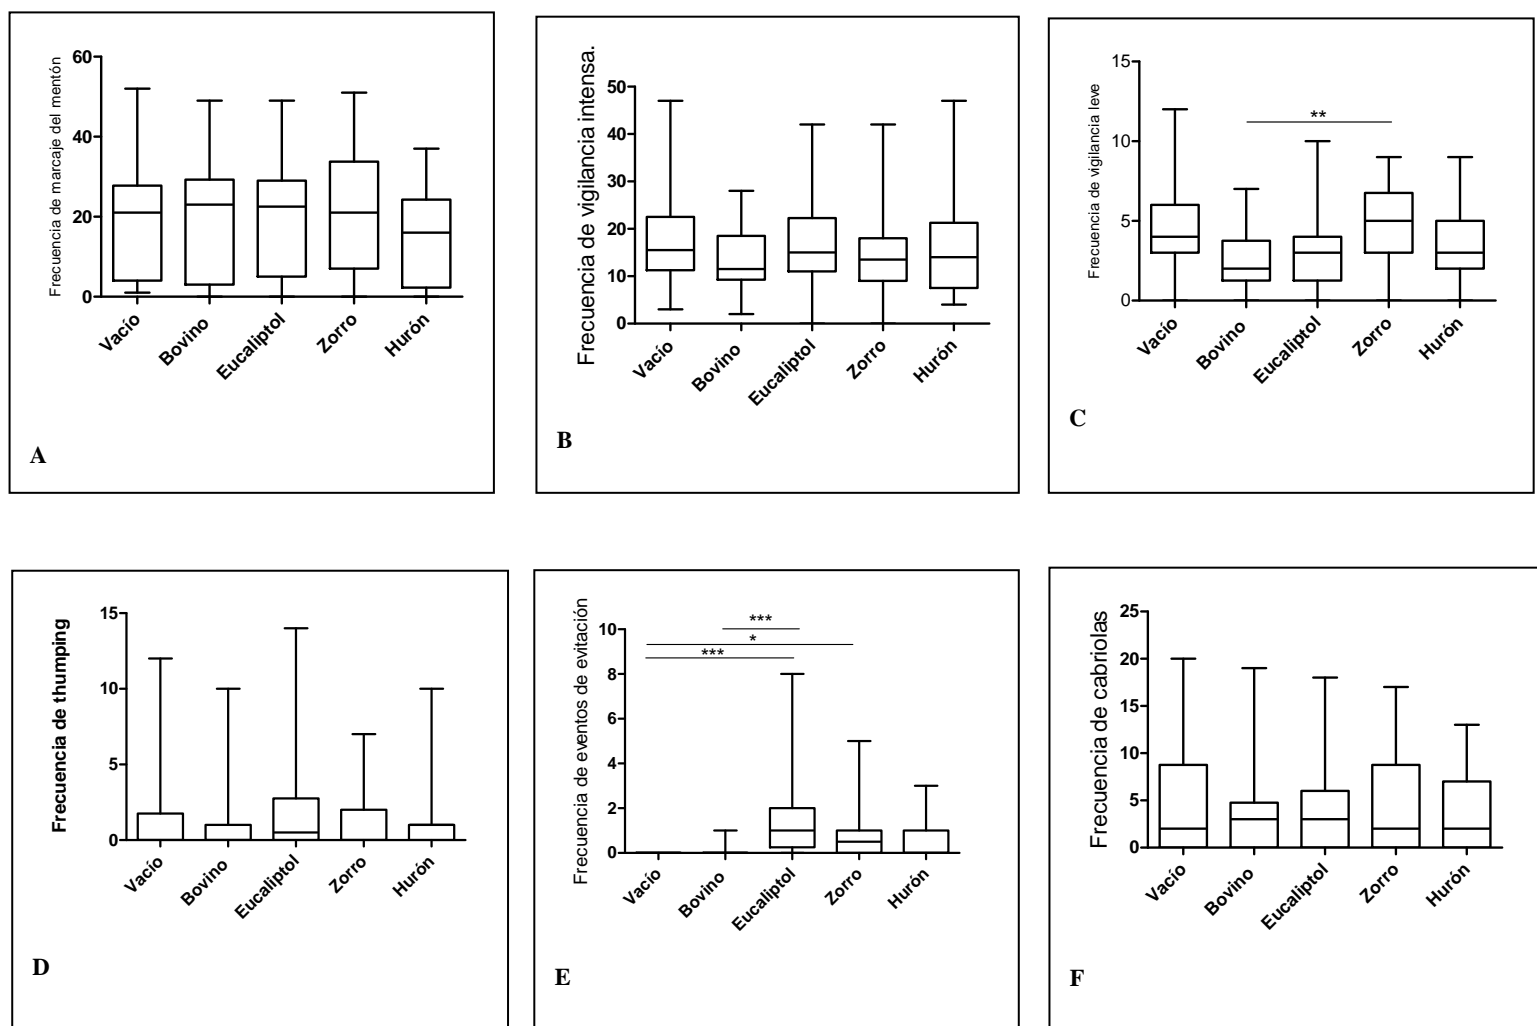 Frecuencia de marcaje del mentón
60
40
20
0
Vacío
Bovino
Eucaliptol
Zorro
Hurón
A
Frecuencia de vigilancia intensa.
50
40
30
20
10
0
Vacío
Bovino
Eucaliptol
Zorro
Hurón
B
Frecuencia de vigilancia leve
15
10
5
0
**
Vacío
Bovino
Eucaliptol
Zorro
Hurón
C
Frecuencia de thumping
15
10
5
0
Vacío
Bovino
Eucaliptol
Zorro
Hurón
D
Frecuencia de eventos de evitación
10
8
6
4
2
0
***
*
***
Vacío
Bovino
Eucaliptol
Zorro
Hurón
E
Frecuencia de cabriolas
25
20
15
10
5
0
Vacío
Bovino
Eucaliptol
Zorro
Hurón
F